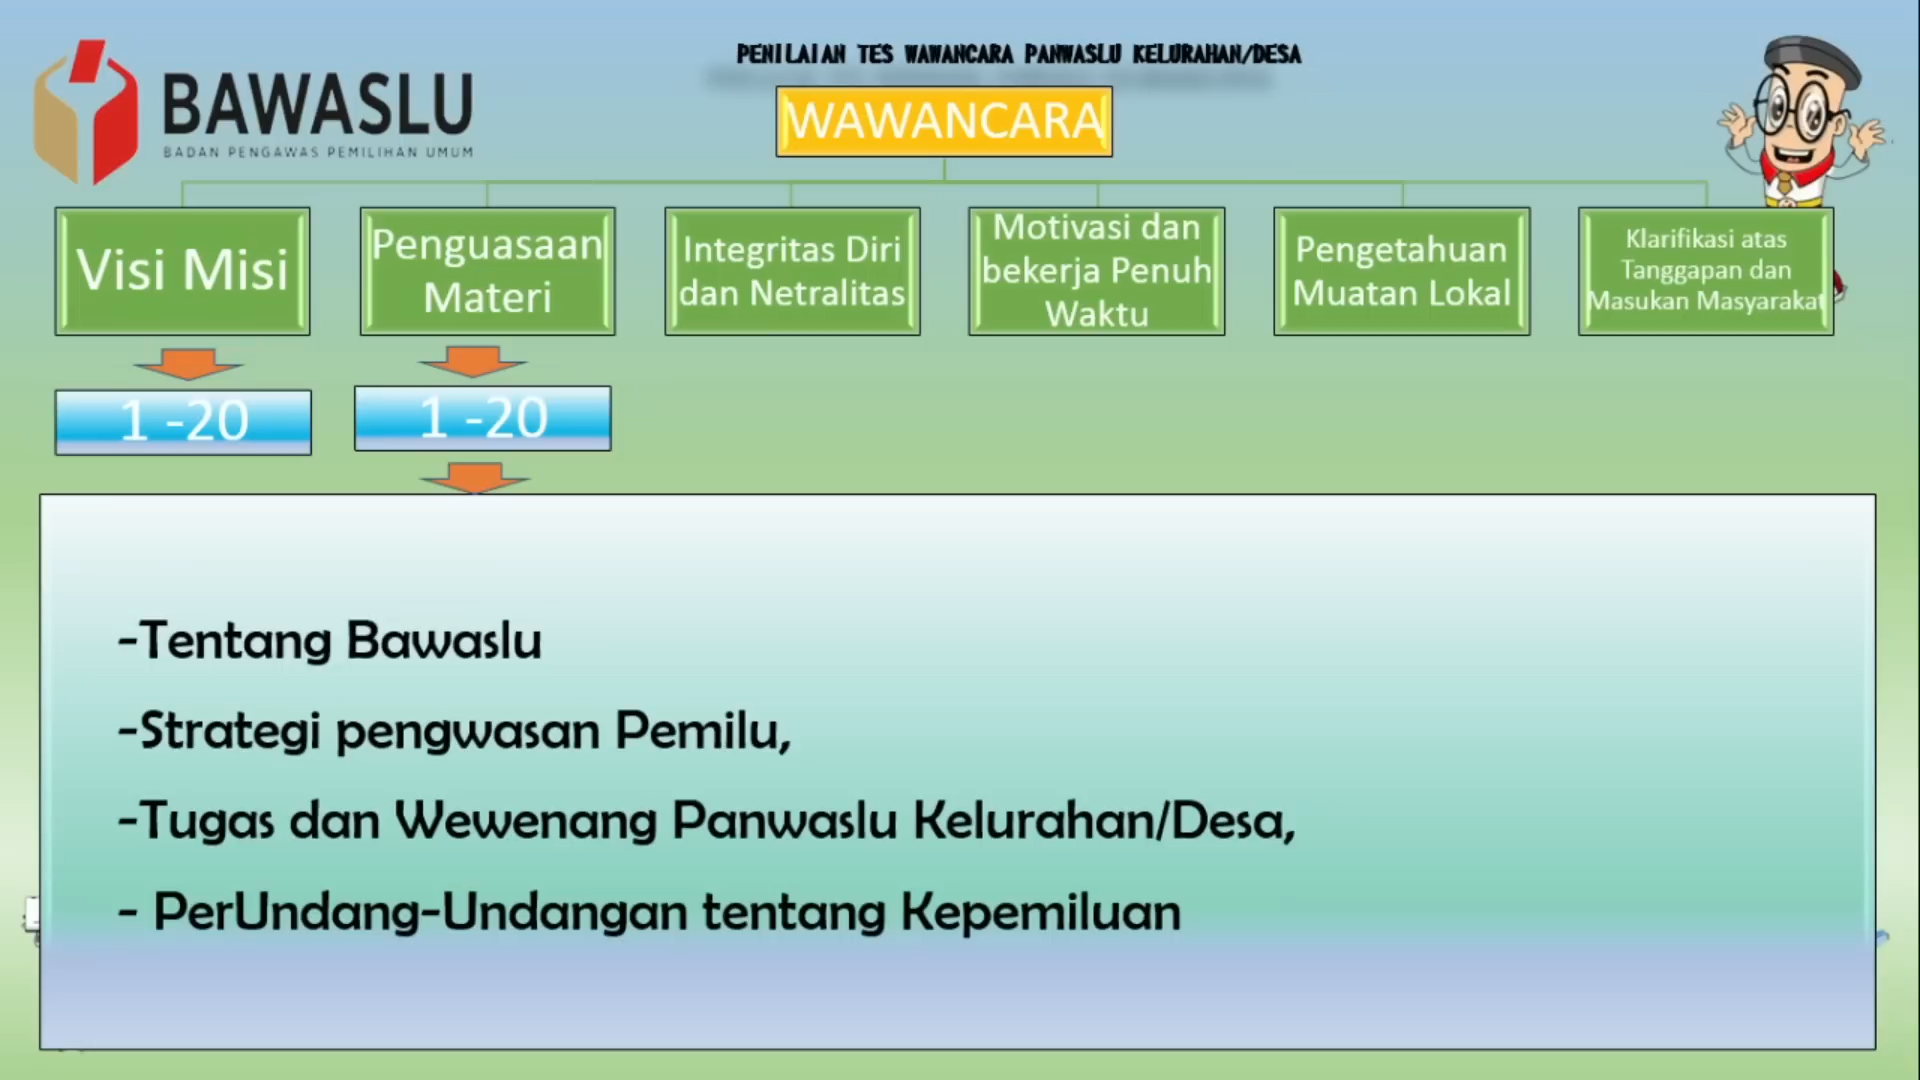 PENILAIAN TES WAWANCARA PANWASLU KELURAHAN/DESA
BAWASLU
BADAN PENGAWAS PEMILIHAN UMUM
WAWANCARA
Visi Misi
Penguasaan
Materi
Integritas Diri
dan Netralitas
Motivasi dan
bekerja Penuh
Waktu
Pengetahuan
Muatan Lokal
Klarifikasi atas
Tanggapan dan
Masukan Masyarakat
1 -20
1 -20
-Tentang Bawaslu
-Strategi pengwasan Pemilu,
-Tugas dan Wewenang Panwaslu Kelurahan/Desa,
- PerUndang-Undangan tentang Kepemiluan